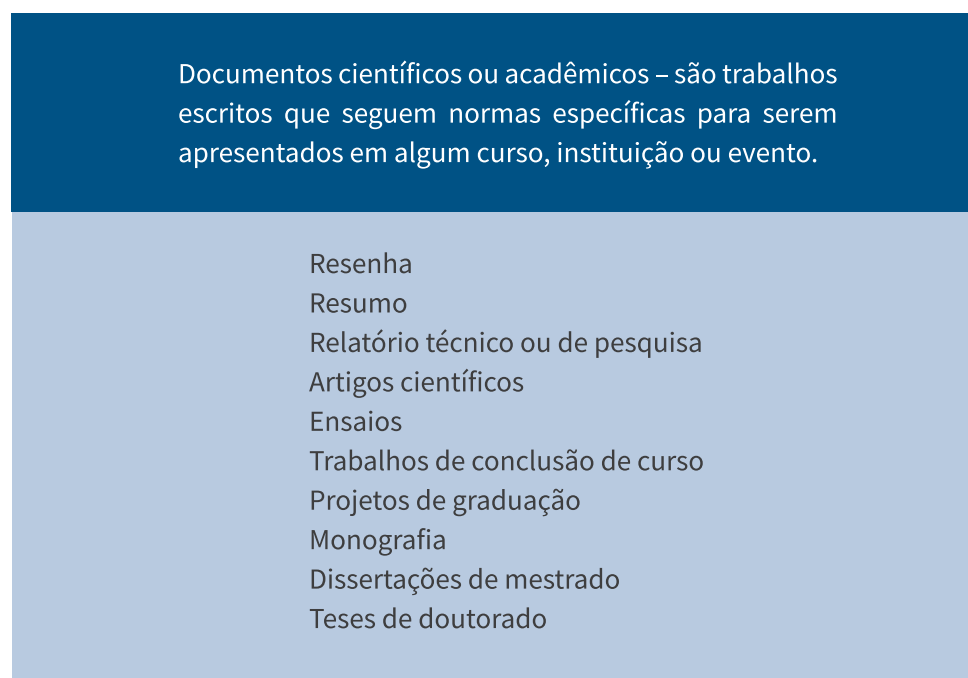 Documentos científicos ou acadêmicos – são trabalhos
escritos que seguem normas específicas para serem
apresentados em algum curso, instituição ou evento.
Resenha
Resumo
Relatório técnico ou de pesquisa
Artigos científicos
Ensaios
Trabalhos de conclusão de curso
Projetos de graduação
Monografia
Dissertações de mestrado
Teses de doutorado